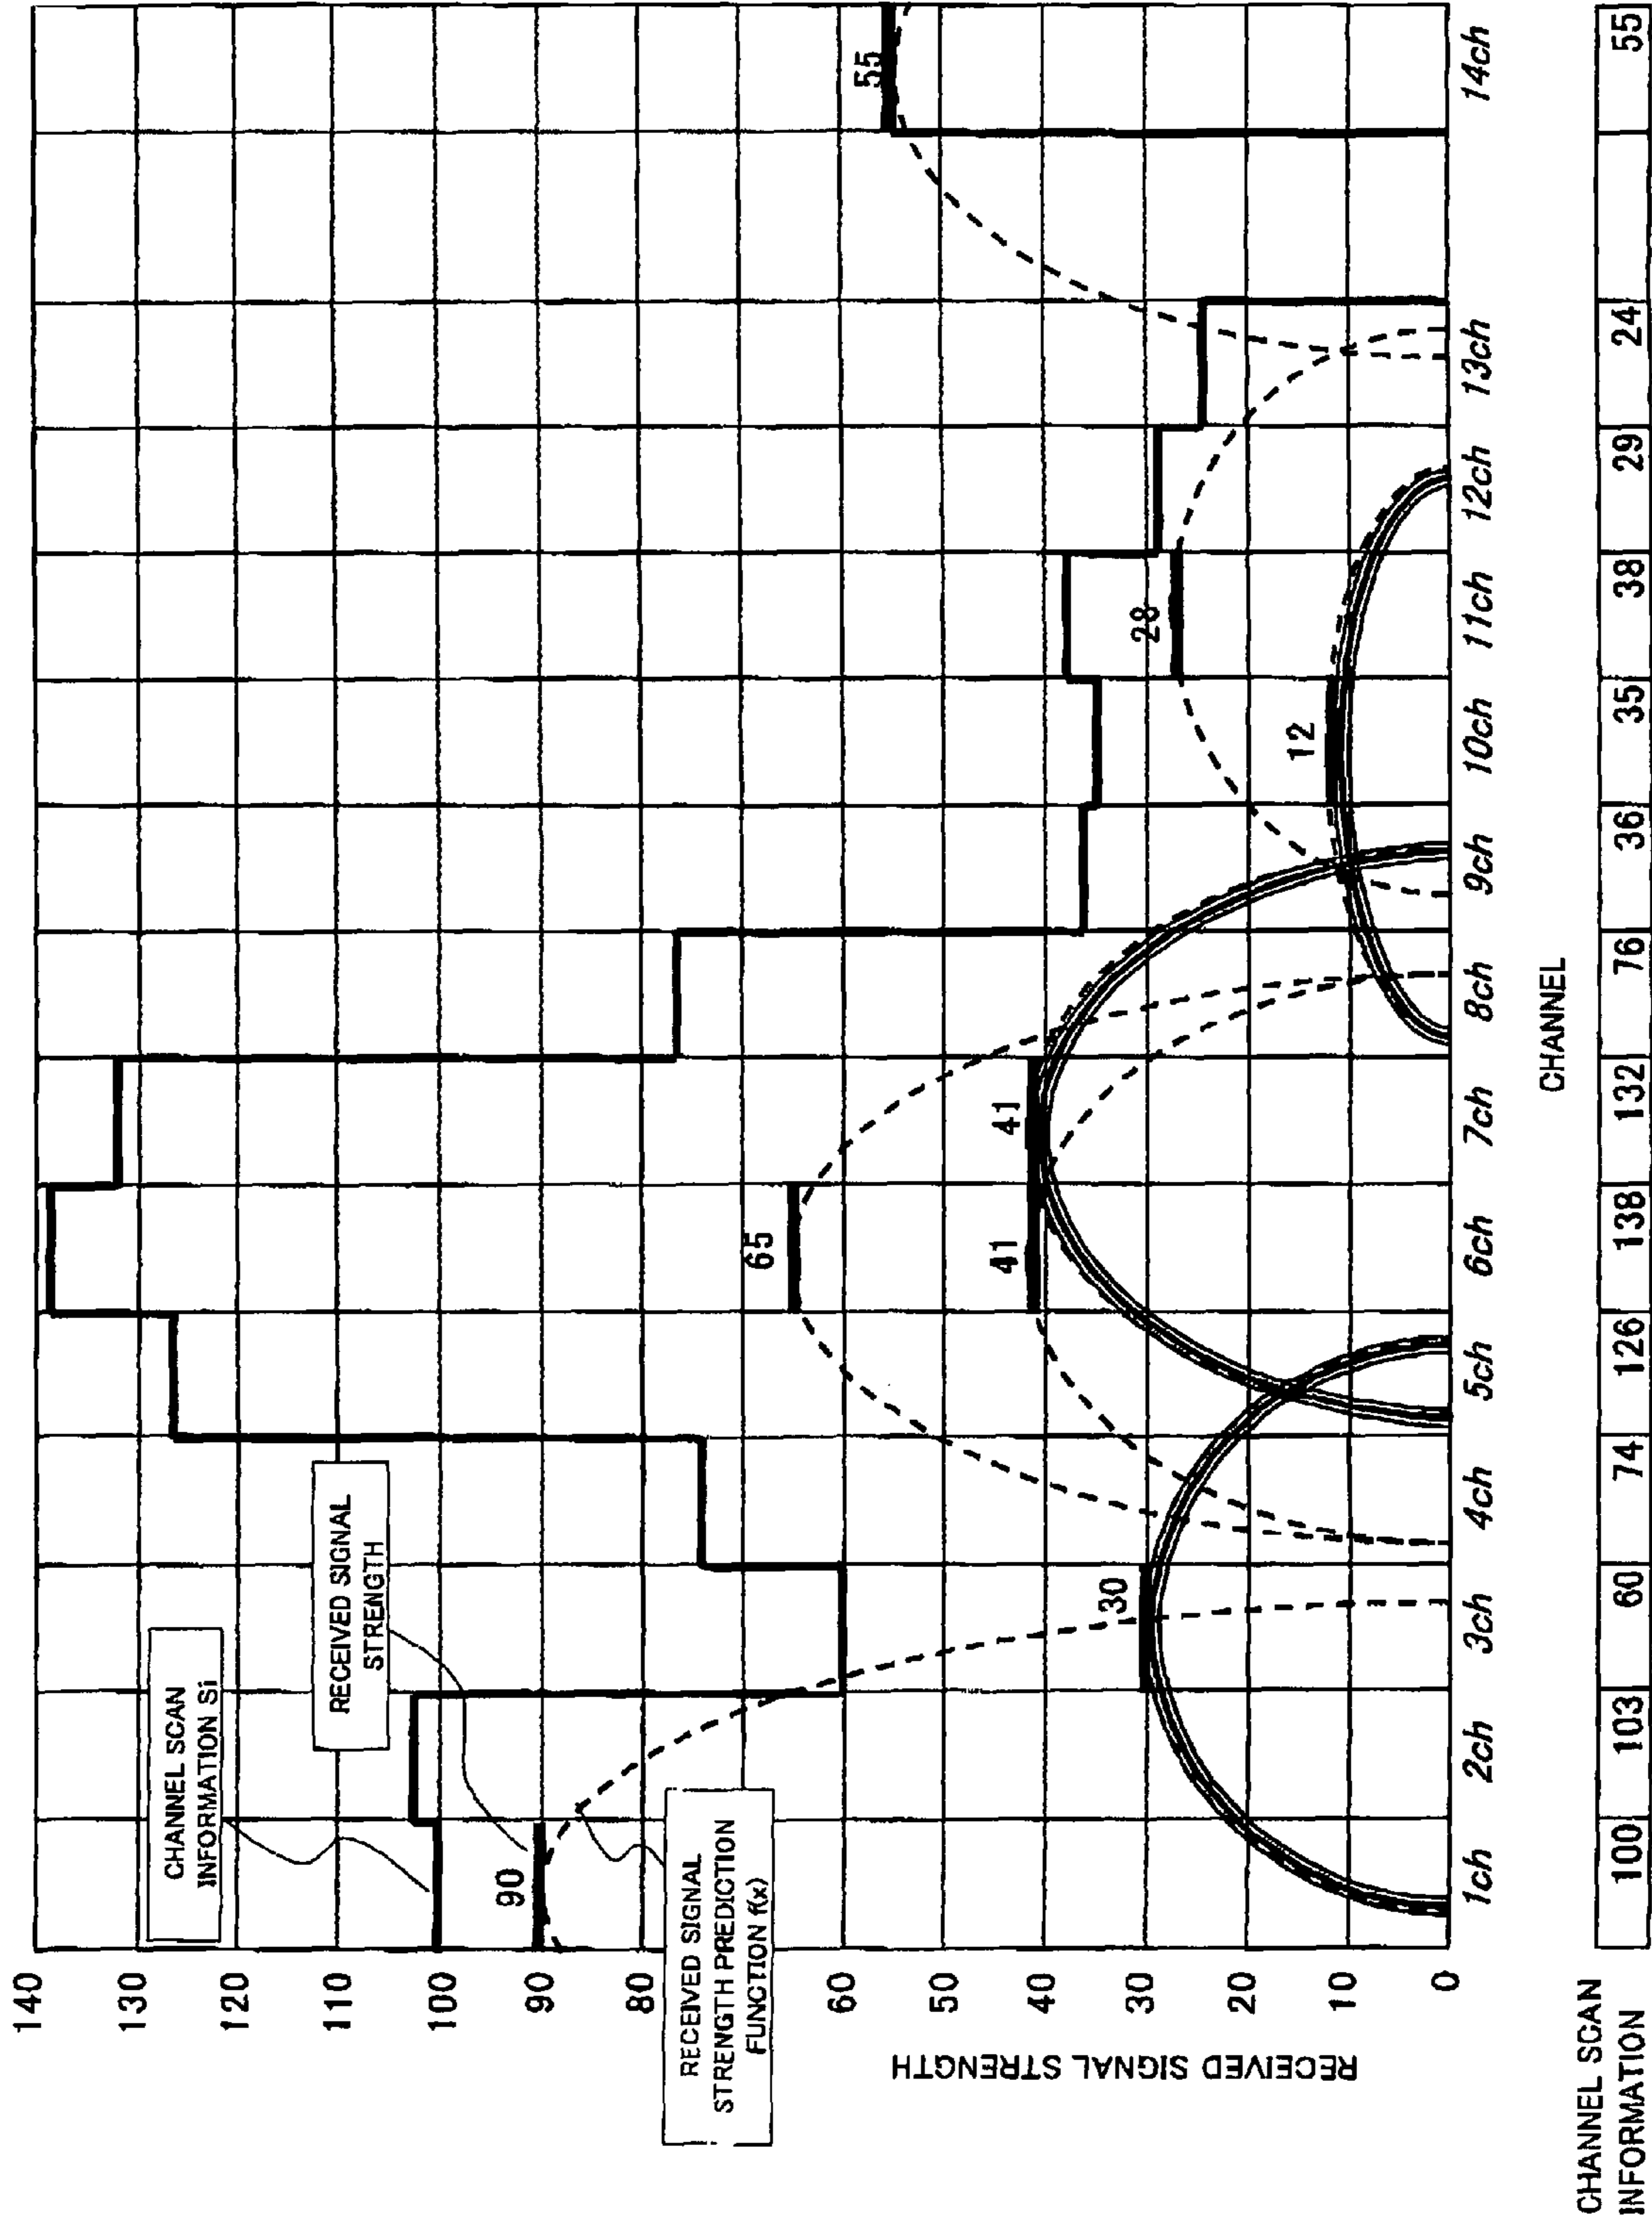 140
130
120
110
100
90
80
60
50
40
30
20
10
0
RECEIVED SIGNAL STRENGTH
CHANNEL SCAN
INFORMATION Si
RECEIVED SIGNAL
STRENGTH
RECEIVED SIGNAL
STRENGTH PREDICTION
FUNCTION f(x)
90
30
65
41
41
12
28
55
1ch 2ch 3ch 4ch 5ch 6ch 7ch 8ch 9ch 10ch 11ch 12ch 13ch 14ch
CHANNEL
CHANNEL SCAN
INFORMATION
100 103 60 74 126 138 132 76 36 35 38 29 24 55